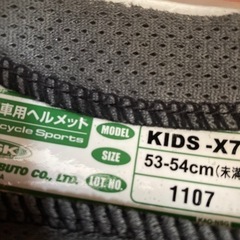 車用ヘルメット
cycle Sports
MODEL KIDS-X7
SIZE 53-54cm(未満
BUTO CO., LTD. LOT.NO. 1107